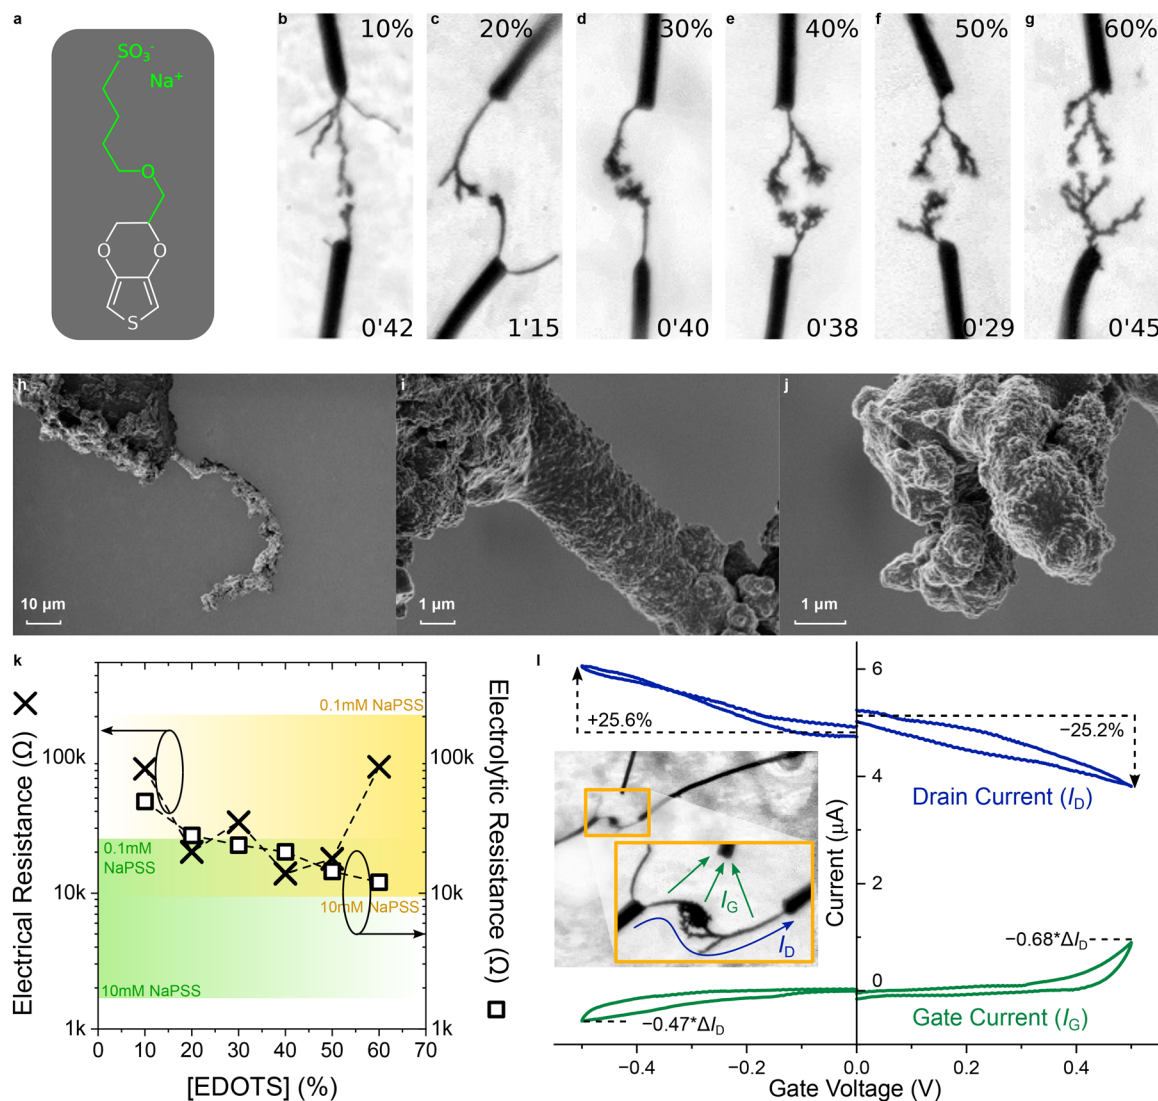 a
SO3-
Na+
O
O
O
S
b
10%
0'42
c
20%
1'15
d
30%
0'40
e
40%
0'38
f
50%
0'29
g
60%
0'45
h
10 µm
i
1 µm
j
1 µm
k
Electrical Resistance (Ω)
100k
10k
1k
0.1mM NaPSS
0.1mM
NaPSS
10mM NaPSS
10mM NaPSS
100k
10k
1k
Electrolytic Resistance (Ω)
0
10
20
30
40
50
60
70
[EDOTS] (%)
l
+25.6%
−25.2%
6
4
2
0
Current (µA)
Drain Current (ID)
IG
ID
−0.68*ΔID
−0.47*ΔID
Gate Current (IG)
−0.4
−0.2
0.0
0.2
0.4
Gate Voltage (V)